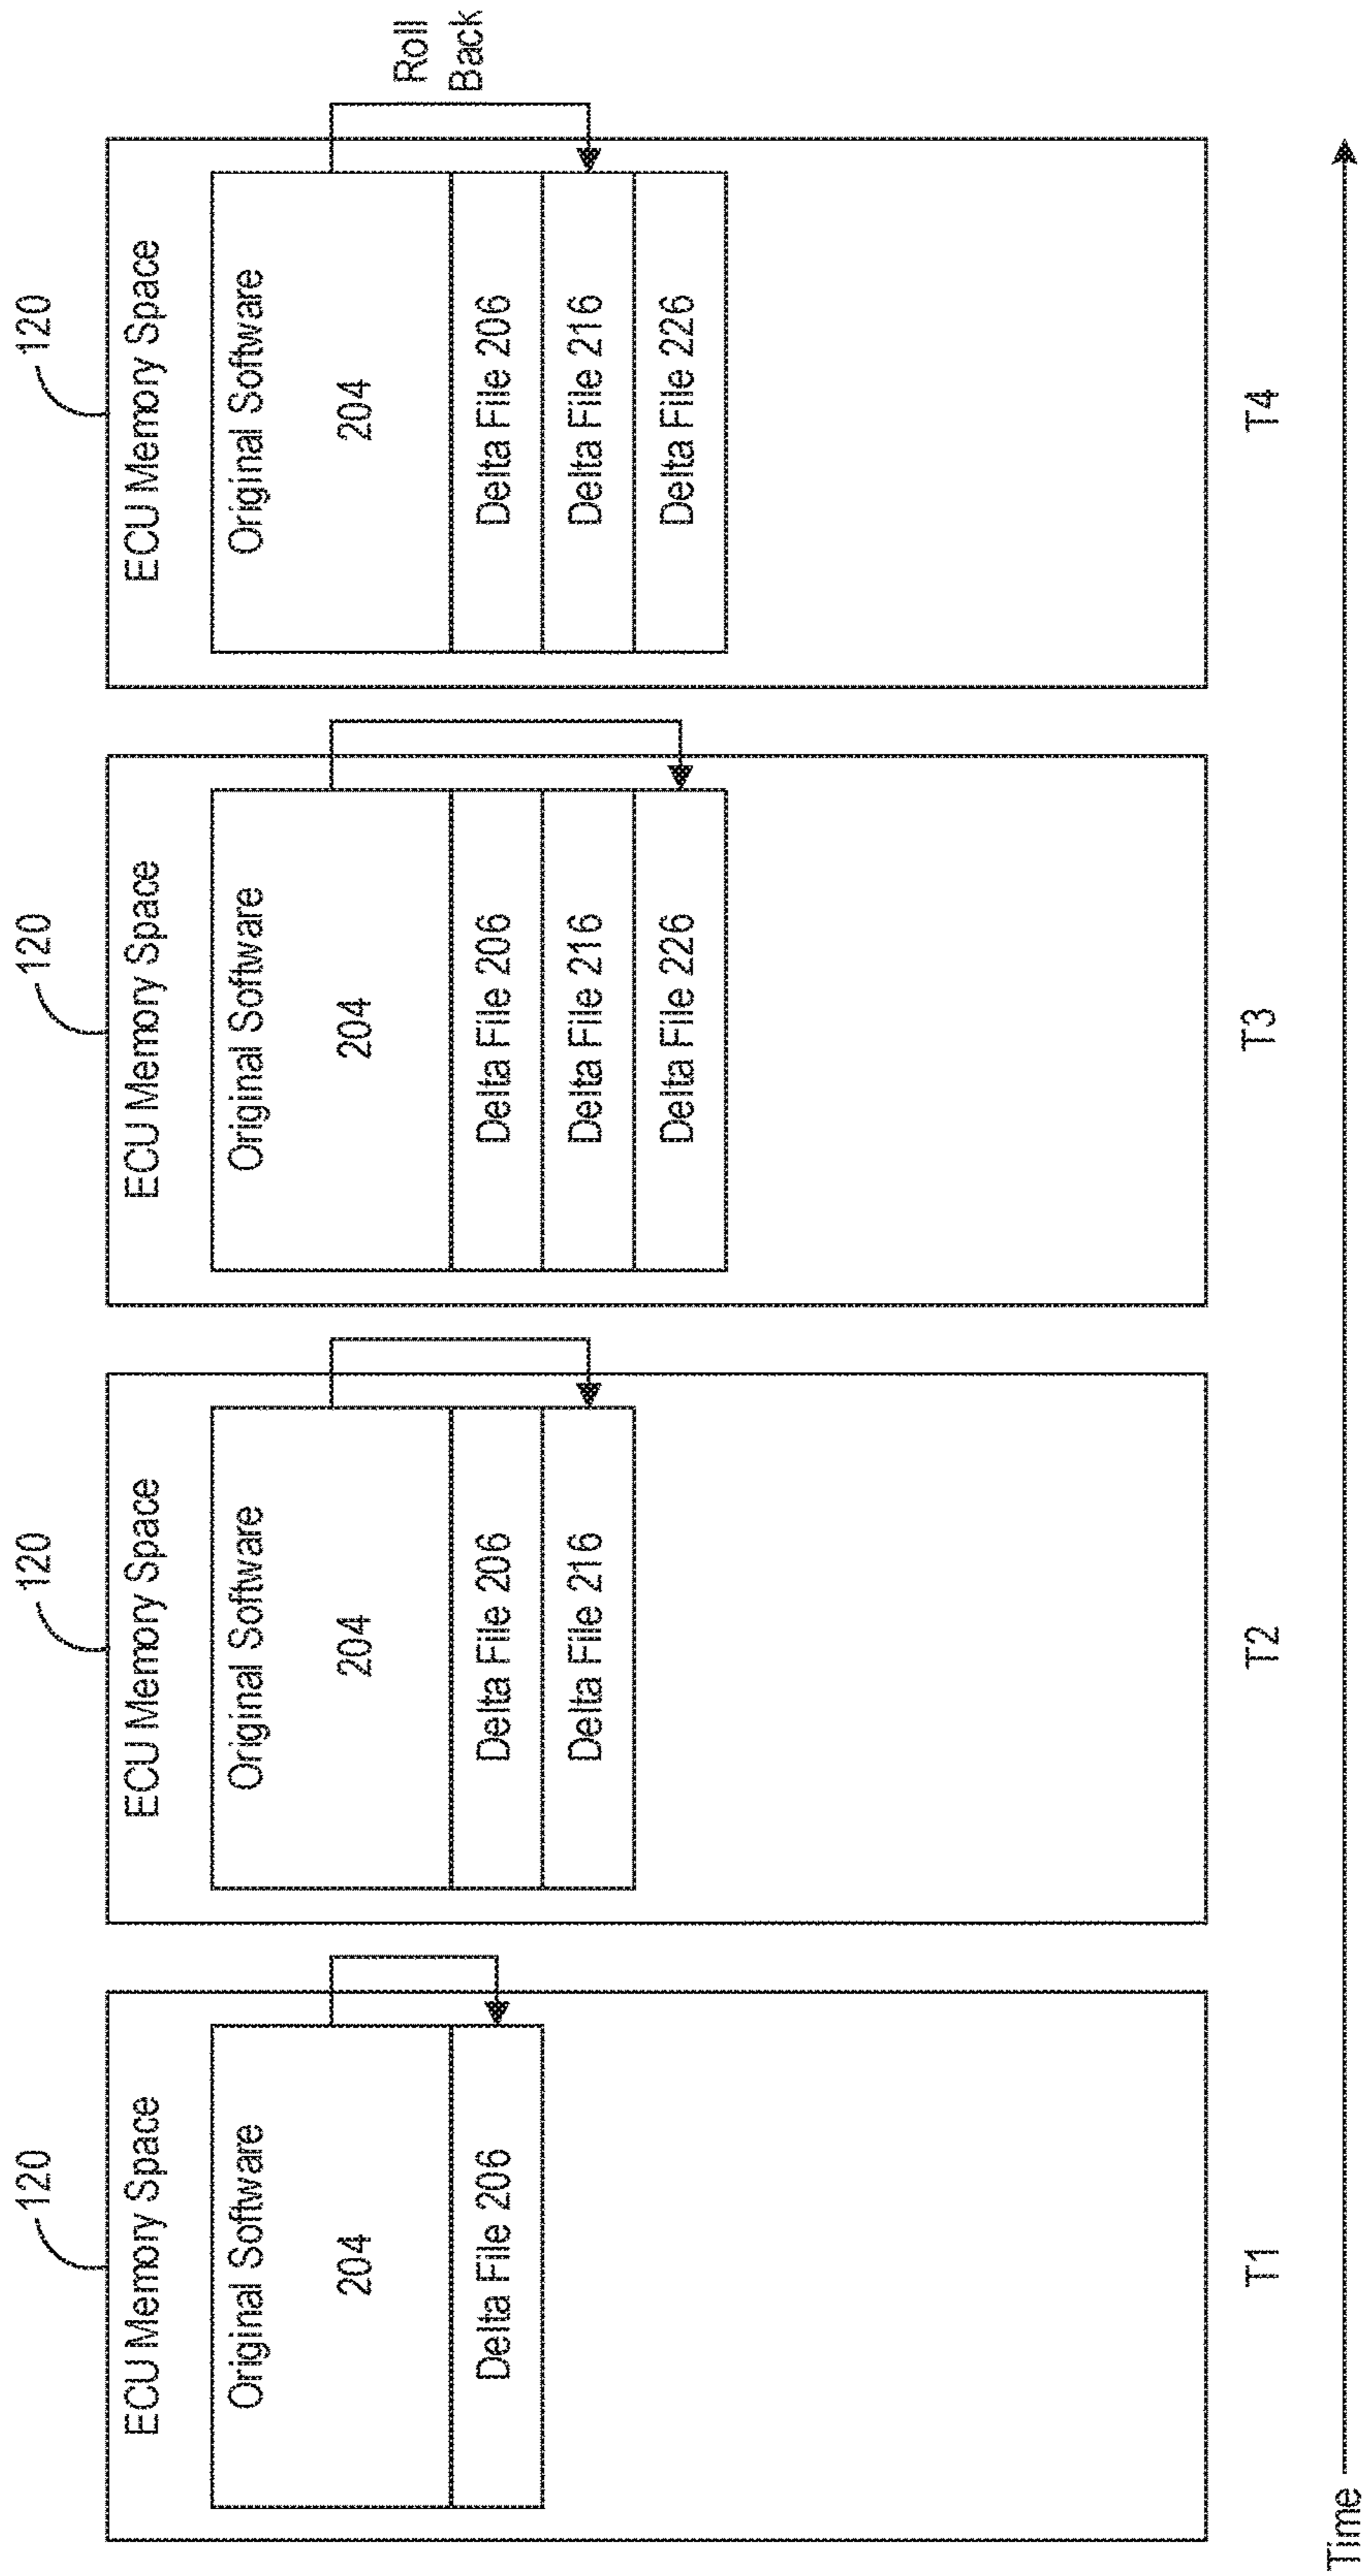 120
ECU Memory Space
Original Software
204
Delta File 206
T1
120
ECU Memory Space
Original Software
204
Delta File 206
Delta File 216
T2
120
ECU Memory Space
Original Software
204
Delta File 206
Delta File 216
Delta File 226
T3
120
ECU Memory Space
Original Software
204
Delta File 206
Delta File 216
Delta File 226
T4
Roll
Back
Time